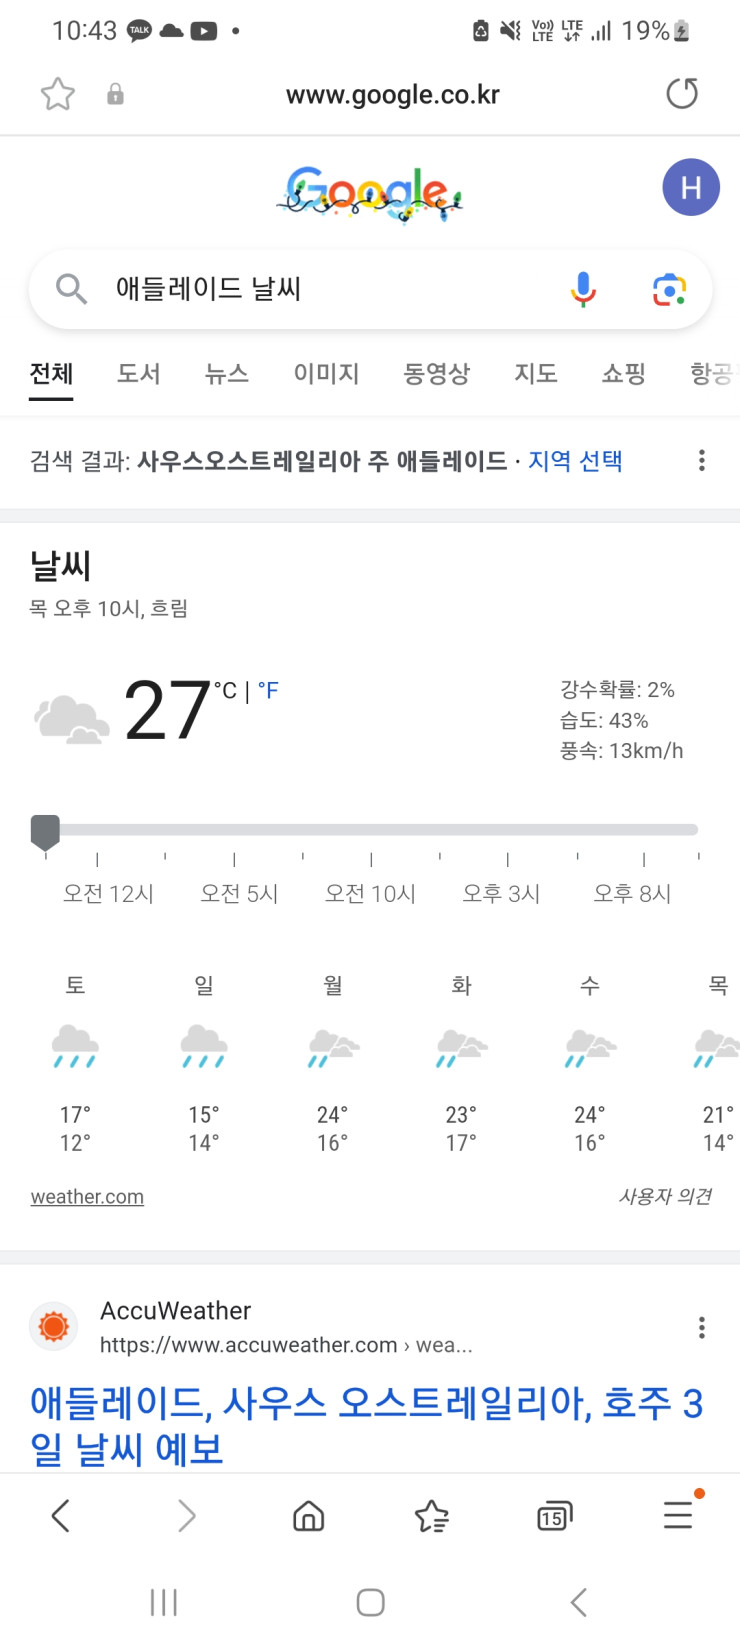 10:43 TALK
Vo)) LTE LTE 19%
www.google.co.kr
Google
H
애들레이드 날씨
전체 도서 뉴스 이미지 동영상 지도 쇼핑 항공
검색 결과: 사우스오스트레일리아 주 애들레이드 · 지역 선택
날씨
목 오후 10시, 흐림
27 °C | °F
강수확률: 2%
습도: 43%
풍속: 13km/h
오전 12시 오전 5시 오전 10시 오후 3시 오후 8시
토 일 월 화 수 목
17° 15° 24° 23° 24° 21°
12° 14° 16° 17° 16° 14°
weather.com 사용자 의견
AccuWeather
https://www.accuweather.com › wea...
애들레이드, 사우스 오스트레일리아, 호주 3
일 날씨 예보
15